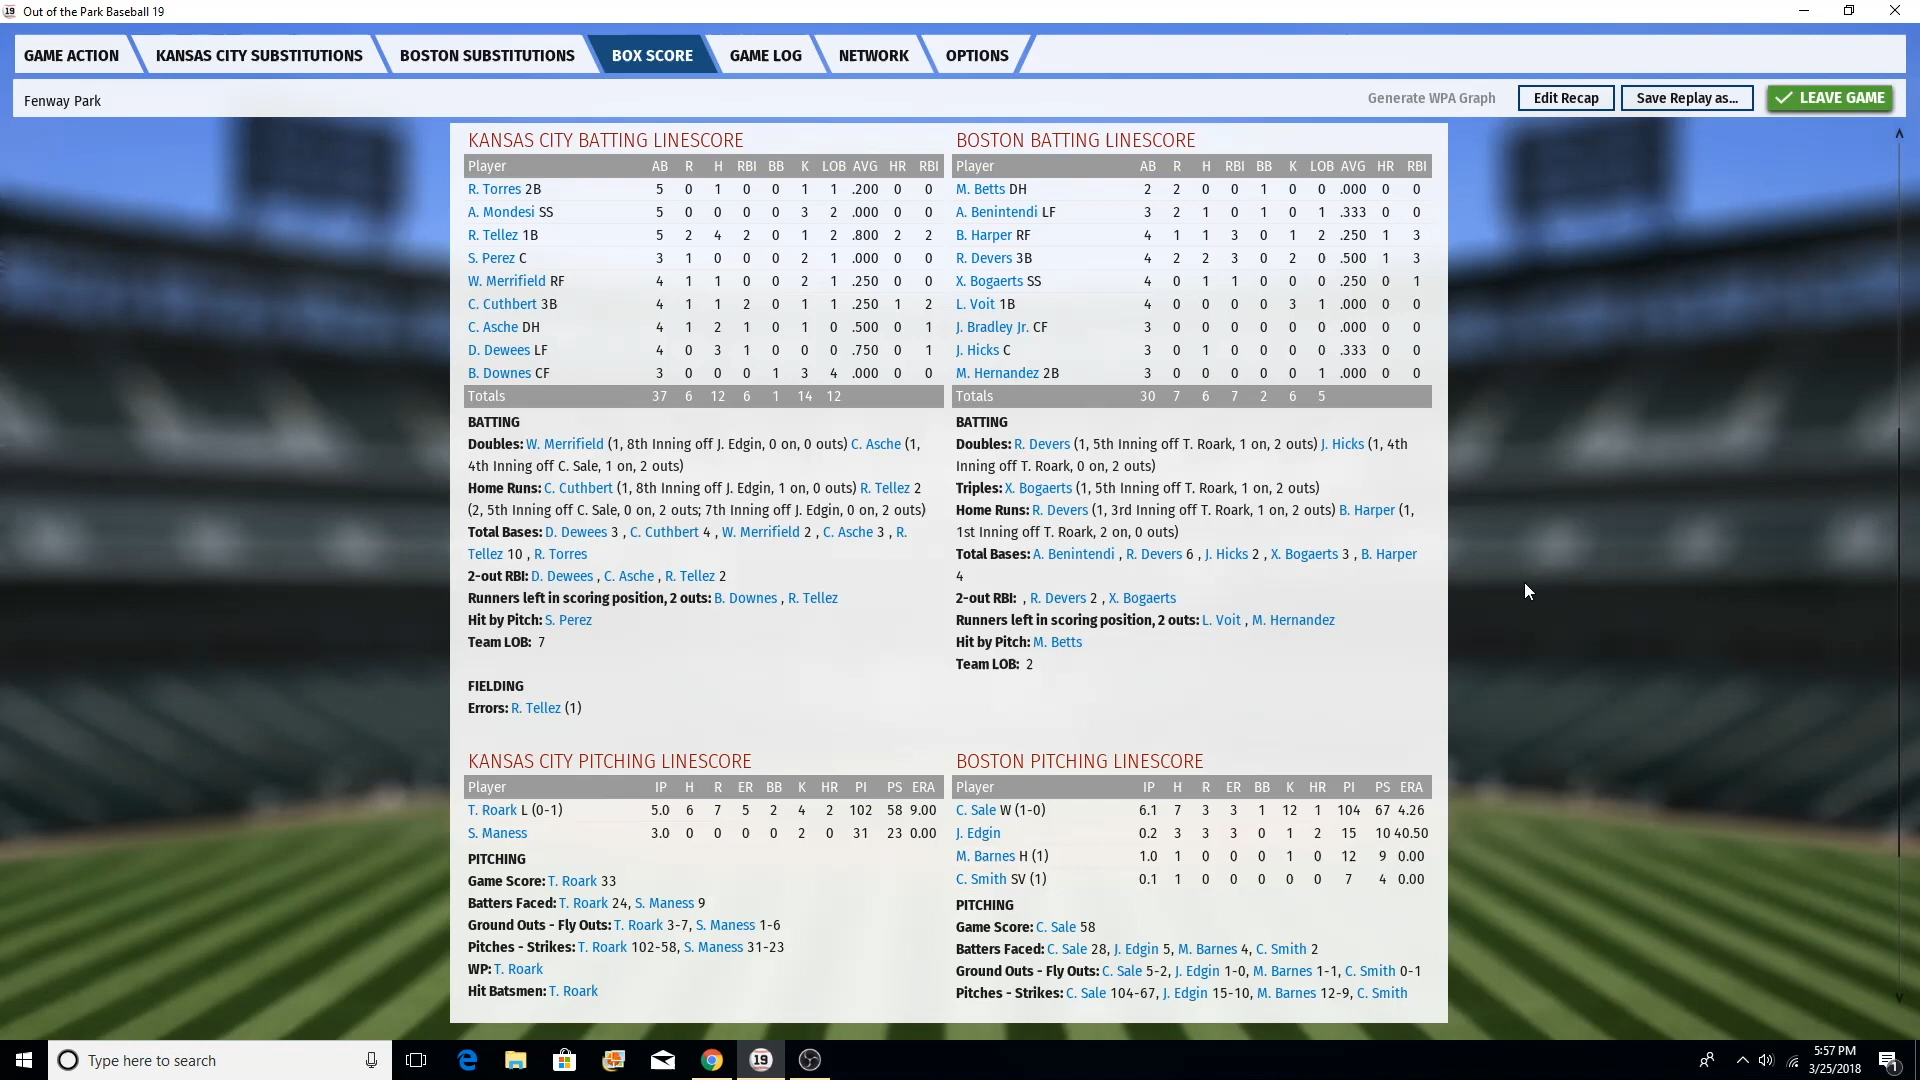 19 Out of the Park Baseball 19
GAME ACTION KANSAS CITY SUBSTITUTIONS BOSTON SUBSTITUTIONS BOX SCORE GAME LOG NETWORK OPTIONS
Fenway Park Generate WPA Graph Edit Recap Save Replay as... LEAVE GAME
KANSAS CITY BATTING LINESCORE
Player AB R H RBI BB K LOB AVG HR RBI
R. Torres 2B 5 0 1 0 0 1 1 .200 0 0
A. Mondesi SS 5 0 0 0 0 3 2 .000 0 0
R. Tellez 1B 5 2 4 2 0 1 2 .800 2 2
S. Perez C 3 1 0 0 0 2 1 .000 0 0
W. Merrifield RF 4 1 1 0 0 2 1 .250 0 0
C. Cuthbert 3B 4 1 1 2 0 1 1 .250 1 2
C. Asche DH 4 1 2 1 0 1 0 .500 0 1
D. Dewees LF 4 0 3 1 0 0 0 .750 0 1
B. Downes CF 3 0 0 0 1 3 4 .000 0 0
Totals 37 6 12 6 1 14 12
BATTING
Doubles: W. Merrifield (1, 8th Inning off J. Edgin, 0 on, 0 outs) C. Asche (1,
4th Inning off C. Sale, 1 on, 2 outs)
Home Runs: C. Cuthbert (1, 8th Inning off J. Edgin, 1 on, 0 outs) R. Tellez 2
(2, 5th Inning off C. Sale, 0 on, 2 outs; 7th Inning off J. Edgin, 0 on, 2 outs)
Total Bases: D. Dewees 3 , C. Cuthbert 4 , W. Merrifield 2 , C. Asche 3 , R.
Tellez 10 , R. Torres
2-out RBI: D. Dewees , C. Asche , R. Tellez 2
Runners left in scoring position, 2 outs: B. Downes , R. Tellez
Hit by Pitch: S. Perez
Team LOB: 7
FIELDING
Errors: R. Tellez (1)
BOSTON BATTING LINESCORE
Player AB R H RBI BB K LOB AVG HR RBI
M. Betts DH 2 2 0 0 1 0 0 .000 0 0
A. Benintendi LF 3 2 1 0 1 0 1 .333 0 0
B. Harper RF 4 1 1 3 0 1 2 .250 1 3
R. Devers 3B 4 2 2 3 0 2 0 .500 1 3
X. Bogaerts SS 4 0 1 1 0 0 0 .250 0 1
L. Voit 1B 4 0 0 0 0 3 1 .000 0 0
J. Bradley Jr. CF 3 0 0 0 0 0 0 .000 0 0
J. Hicks C 3 0 1 0 0 0 0 .333 0 0
M. Hernandez 2B 3 0 0 0 0 0 1 .000 0 0
Totals 30 7 6 7 2 6 5
BATTING
Doubles: R. Devers (1, 5th Inning off T. Roark, 1 on, 2 outs) J. Hicks (1, 4th
Inning off T. Roark, 0 on, 2 outs)
Triples: X. Bogaerts (1, 5th Inning off T. Roark, 1 on, 2 outs)
Home Runs: R. Devers (1, 3rd Inning off T. Roark, 1 on, 2 outs) B. Harper (1,
1st Inning off T. Roark, 2 on, 0 outs)
Total Bases: A. Benintendi , R. Devers 6 , J. Hicks 2 , X. Bogaerts 3 , B. Harper
4
2-out RBI: , R. Devers 2 , X. Bogaerts
Runners left in scoring position, 2 outs: L. Voit , M. Hernandez
Hit by Pitch: M. Betts
Team LOB: 2
KANSAS CITY PITCHING LINESCORE
Player IP H R ER BB K HR PI PS ERA
T. Roark L (0-1) 5.0 6 7 5 2 4 2 102 58 9.00
S. Maness 3.0 0 0 0 0 2 0 31 23 0.00
PITCHING
Game Score: T. Roark 33
Batters Faced: T. Roark 24, S. Maness 9
Ground Outs - Fly Outs: T. Roark 3-7, S. Maness 1-6
Pitches - Strikes: T. Roark 102-58, S. Maness 31-23
WP: T. Roark
Hit Batsmen: T. Roark
BOSTON PITCHING LINESCORE
Player IP H R ER BB K HR PI PS ERA
C. Sale W (1-0) 6.1 7 3 3 1 12 1 104 67 4.26
J. Edgin 0.2 3 3 3 0 1 2 15 10 40.50
M. Barnes H (1) 1.0 1 0 0 0 1 0 12 9 0.00
C. Smith SV (1) 0.1 1 0 0 0 0 0 7 4 0.00
PITCHING
Game Score: C. Sale 58
Batters Faced: C. Sale 28, J. Edgin 5, M. Barnes 4, C. Smith 2
Ground Outs - Fly Outs: C. Sale 5-2, J. Edgin 1-0, M. Barnes 1-1, C. Smith 0-1
Pitches - Strikes: C. Sale 104-67, J. Edgin 15-10, M. Barnes 12-9, C. Smith
Type here to search 19 5:57 PM
3/25/2018 1